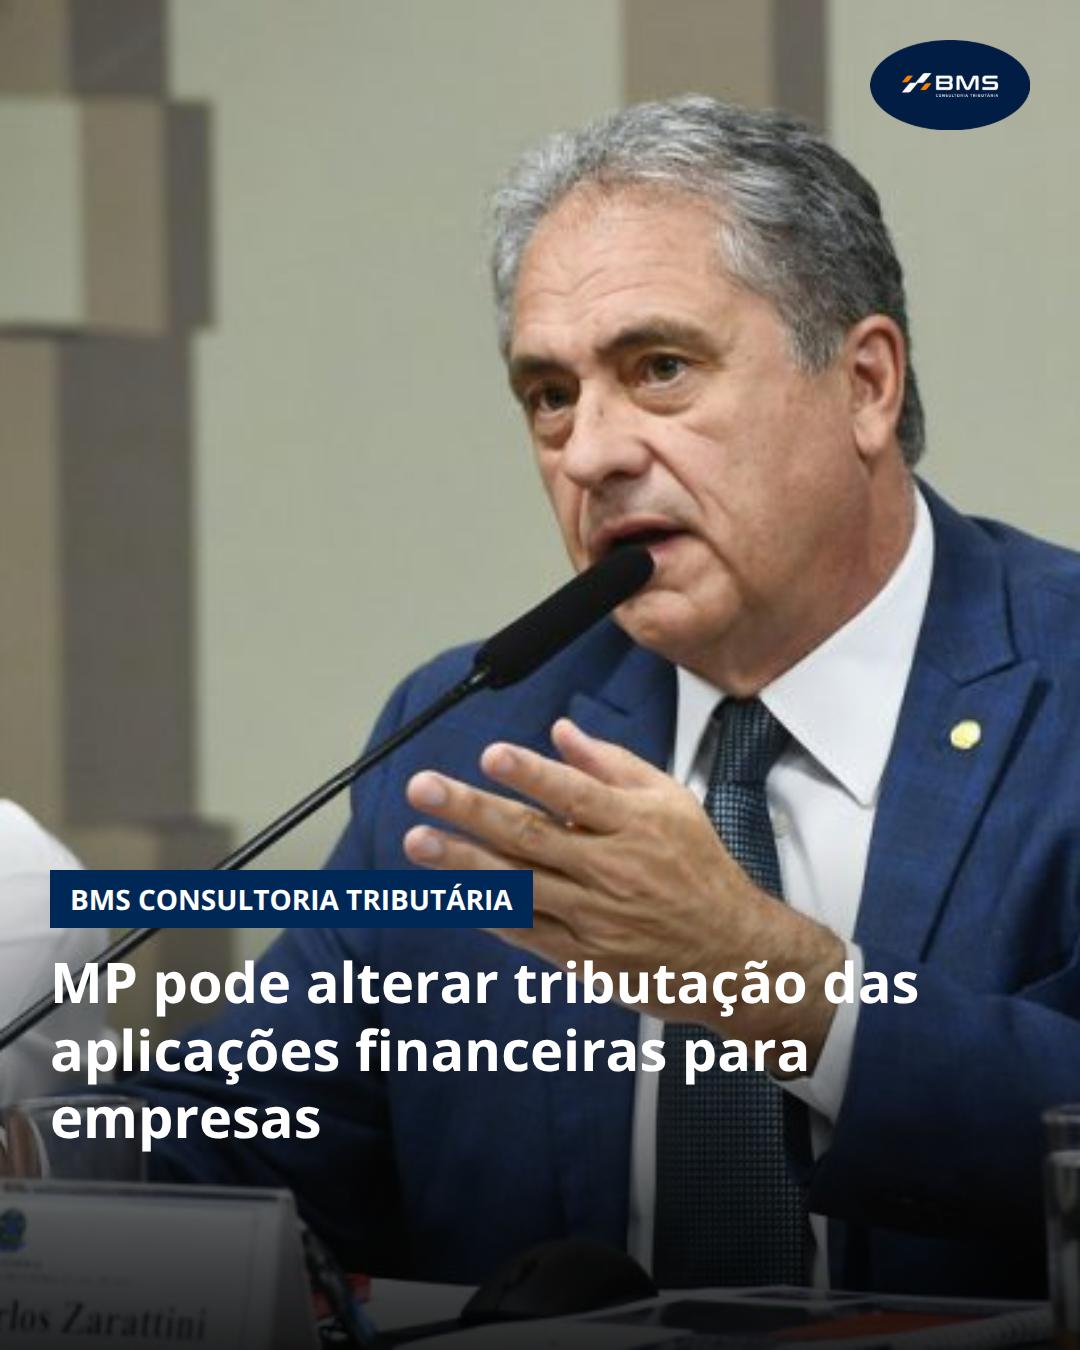 BMS
CONSULTORIA TRIBUTÁRIA
BMS CONSULTORIA TRIBUTÁRIA
MP pode alterar tributação das
aplicações financeiras para
empresas
rlos Zarattini